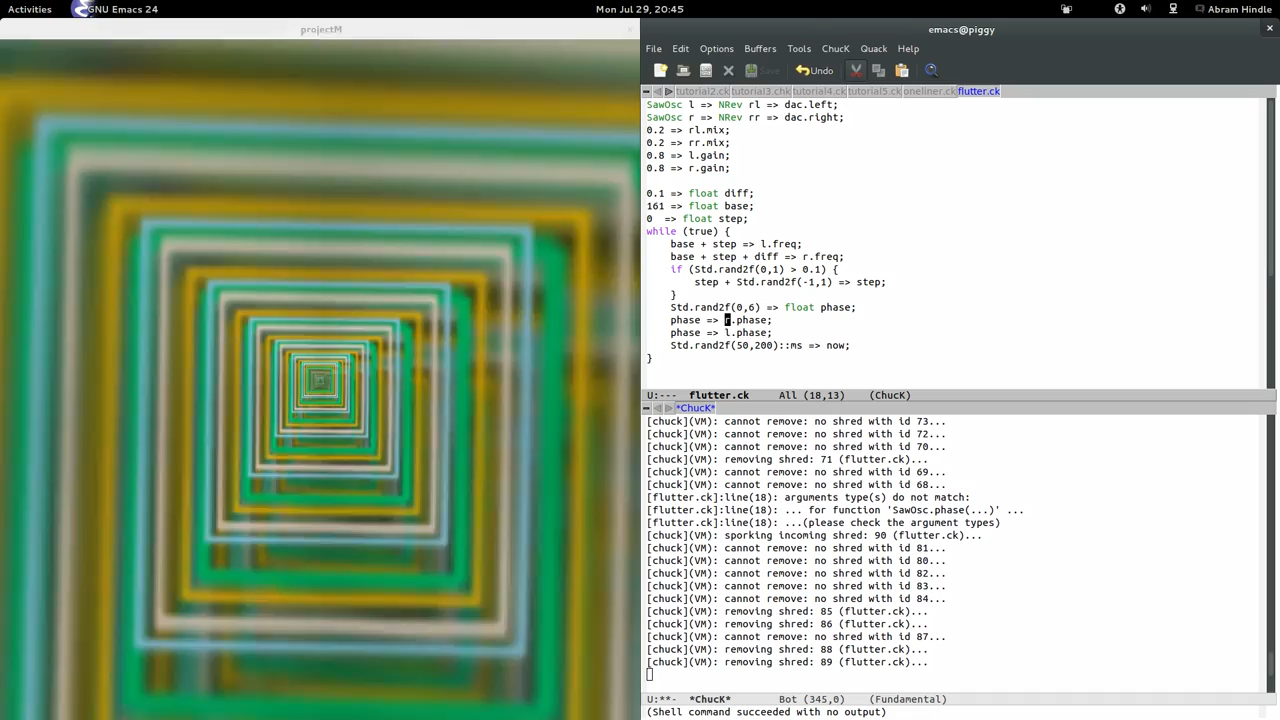 Activities GNU Emacs 24 Mon Jul 29, 20:45 Abram Hindle
projectM
emacs@piggy
File Edit Options Buffers Tools ChucK Quack Help
Save Undo
tutorial2.ck tutorial3.chk tutorial4.ck tutorial5.ck oneliner.ck flutter.ck
SawOsc l => NRev rl => dac.left;
SawOsc r => NRev rr => dac.right;
0.2 => rl.mix;
0.2 => rr.mix;
0.8 => l.gain;
0.8 => r.gain;
0.1 => float diff;
161 => float base;
0  => float step;
while (true) {
    base + step => l.freq;
    base + step + diff => r.freq;
    if (Std.rand2f(0,1) > 0.1) {
        step + Std.rand2f(-1,1) => step;
    }
    Std.rand2f(0,6) => float phase;
    phase => r.phase;
    phase => l.phase;
    Std.rand2f(50,200)::ms => now;
}
U:--- flutter.ck All (18,13) (ChucK)
*ChucK*
[chuck](VM): cannot remove: no shred with id 73...
[chuck](VM): cannot remove: no shred with id 72...
[chuck](VM): cannot remove: no shred with id 70...
[chuck](VM): removing shred: 71 (flutter.ck)...
[chuck](VM): cannot remove: no shred with id 69...
[chuck](VM): cannot remove: no shred with id 68...
[flutter.ck]:line(18): arguments type(s) do not match:
[flutter.ck]:line(18): ... for function 'SawOsc.phase(...)' ...
[flutter.ck]:line(18): ...(please check the argument types)
[chuck](VM): sporking incoming shred: 90 (flutter.ck)...
[chuck](VM): cannot remove: no shred with id 81...
[chuck](VM): cannot remove: no shred with id 80...
[chuck](VM): cannot remove: no shred with id 82...
[chuck](VM): cannot remove: no shred with id 83...
[chuck](VM): cannot remove: no shred with id 84...
[chuck](VM): removing shred: 85 (flutter.ck)...
[chuck](VM): removing shred: 86 (flutter.ck)...
[chuck](VM): cannot remove: no shred with id 87...
[chuck](VM): removing shred: 88 (flutter.ck)...
[chuck](VM): removing shred: 89 (flutter.ck)...
U:**- *ChucK* Bot (345,0) (Fundamental)
(Shell command succeeded with no output)